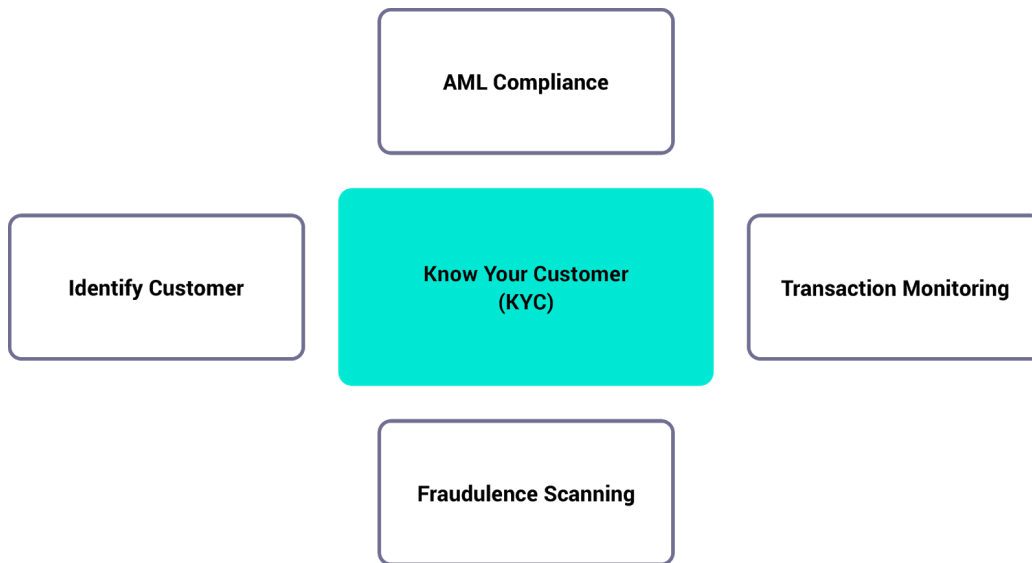 AML Compliance
Identify Customer
Know Your Customer
(KYC)
Transaction Monitoring
Fraudulence Scanning